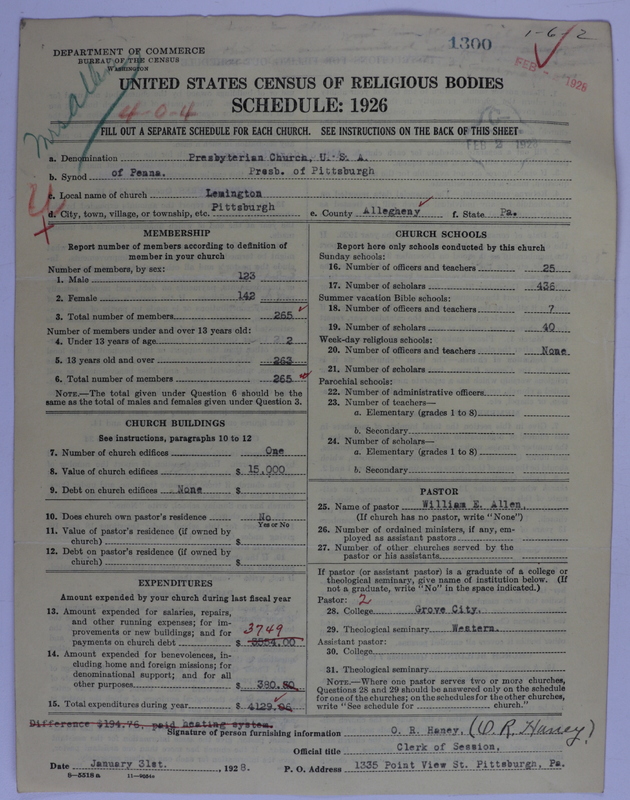 1300
1-6-2
DEPARTMENT OF COMMERCE
BUREAU OF THE CENSUS
WASHINGTON
FEB 1928
UNITED STATES CENSUS OF RELIGIOUS BODIES
SCHEDULE: 1926
4-0-4
FILL OUT A SEPARATE SCHEDULE FOR EACH CHURCH. SEE INSTRUCTIONS ON THE BACK OF THIS SHEET
FEB 2 1928
a. Denomination Presbyterian Church, U. S. A.
b. Synod of Penna. Presb. of Pittsburgh
c. Local name of church Lemington
d. City, town, village, or township, etc. Pittsburgh e. County Allegheny f. State Pa.
MEMBERSHIP
Report number of members according to definition of
member in your church
Number of members, by sex:
1. Male 123
2. Female 142
3. Total number of members 265
Number of members under and over 13 years old:
4. Under 13 years of age 2
5. 13 years old and over 263
6. Total number of members 265
NOTE.—The total given under Question 6 should be the
same as the total of males and females given under Question 3.
CHURCH BUILDINGS
See instructions, paragraphs 10 to 12
7. Number of church edifices One
8. Value of church edifices $ 15,000
9. Debt on church edifices None $
10. Does church own pastor's residence No
Yes or No
11. Value of pastor's residence (if owned by
church) $
12. Debt on pastor's residence (if owned by
church) $
EXPENDITURES
Amount expended by your church during last fiscal year
13. Amount expended for salaries, repairs,
and other running expenses; for im-
provements or new buildings; and for
payments on church debt $ 3749
14. Amount expended for benevolences, in-
cluding home and foreign missions; for
denominational support; and for all
other purposes $ 380.
15. Total expenditures during year $ 4129.
Difference $194.76, paid heating system.
CHURCH SCHOOLS
Report here only schools conducted by this church
Sunday schools:
16. Number of officers and teachers 25
17. Number of scholars 436
Summer vacation Bible schools:
18. Number of officers and teachers 7
19. Number of scholars 40
Week-day religious schools:
20. Number of officers and teachers None
21. Number of scholars
Parochial schools:
22. Number of administrative officers
23. Number of teachers—
a. Elementary (grades 1 to 8)
b. Secondary
24. Number of scholars—
a. Elementary (grades 1 to 8)
b. Secondary
PASTOR
25. Name of pastor William E. Allen,
(If church has no pastor, write "None")
26. Number of ordained ministers, if any, em-
ployed as assistant pastors
27. Number of other churches served by the
pastor or his assistants
If pastor (or assistant pastor) is a graduate of a college or
theological seminary, give name of institution below. (If
not a graduate, write "No" in the space indicated.)
Pastor: 2
28. College Grove City.
29. Theological seminary Western.
Assistant pastor:
30. College
31. Theological seminary
NOTE.—Where one pastor serves two or more churches,
Questions 28 and 29 should be answered only on the schedule
for one of the churches; on the schedules for the other churches,
write "See schedule for church."
Signature of person furnishing information O. R. Haney, (O. R. Haney)
Official title Clerk of Session,
Date January 31st., 1928. P. O. Address 1335 Point View St. Pittsburgh, Pa.
8-5518 a 11-9554